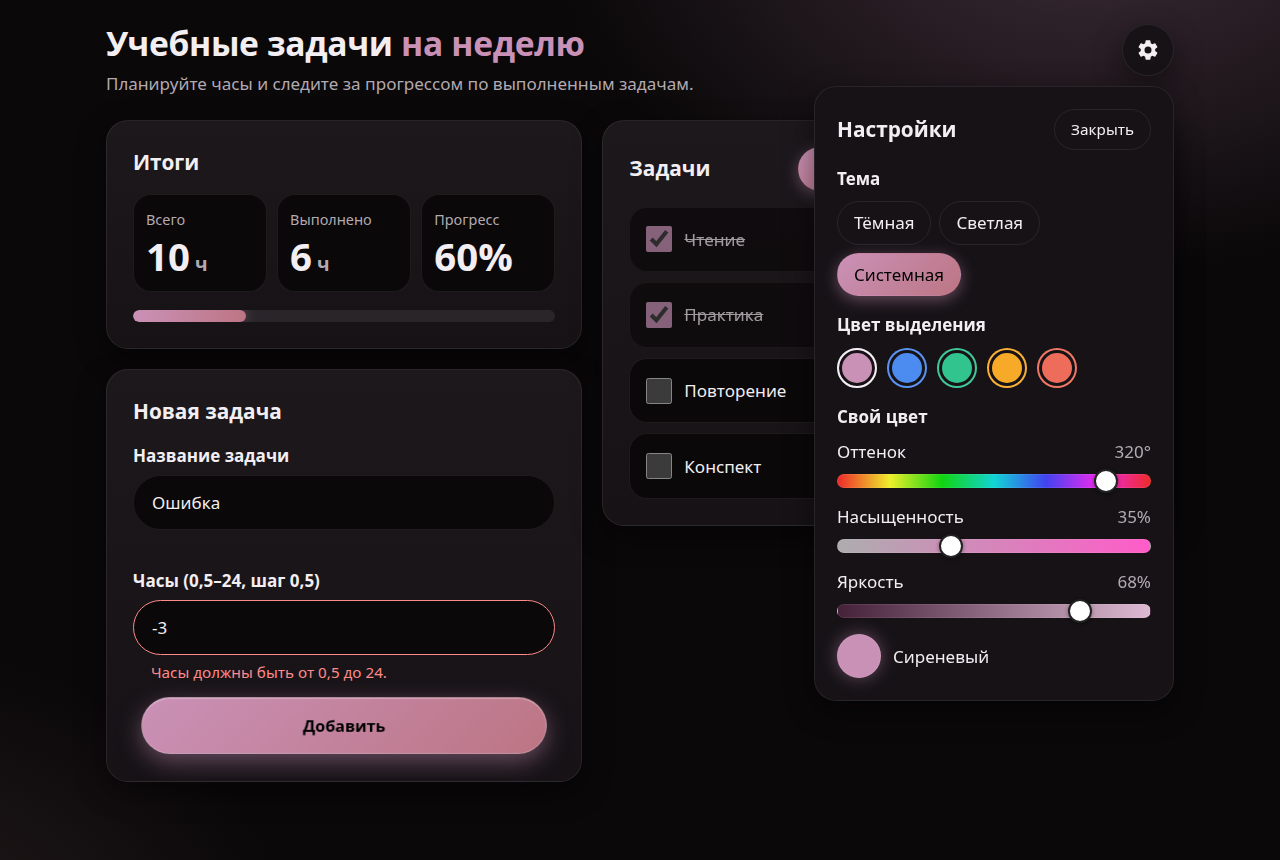 Учебные задачи на неделю
Планируйте часы и следите за прогрессом по выполненным задачам.
Итоги
Всего
10 ч
Выполнено
6 ч
Прогресс
60%
Новая задача
Название задачи
Ошибка
Часы (0,5–24, шаг 0,5)
-3
Часы должны быть от 0,5 до 24.
Добавить
Задачи
Чтение
Практика
Повторение
Конспект
Настройки
Закрыть
Тема
Тёмная
Светлая
Системная
Цвет выделения
Свой цвет
Оттенок
320°
Насыщенность
35%
Яркость
68%
Сиреневый